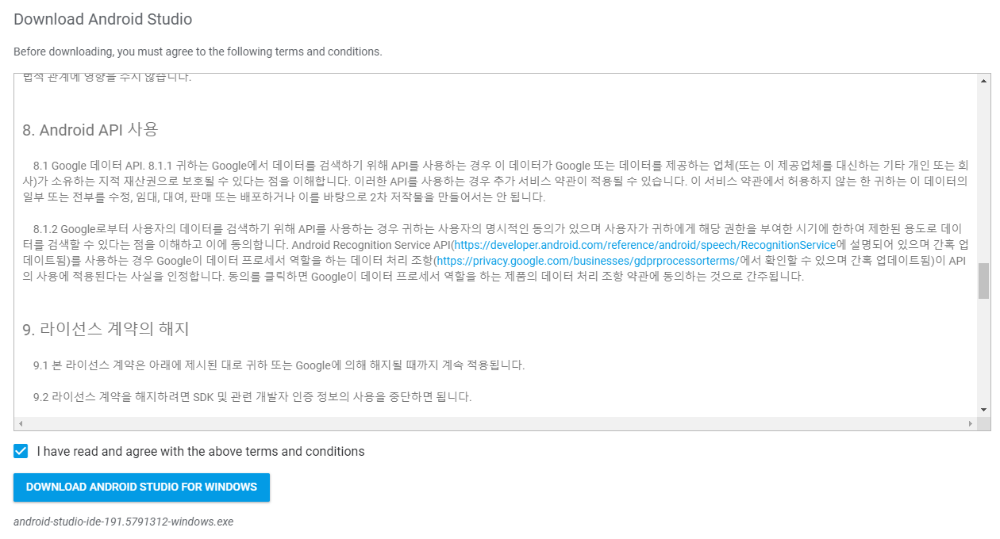 Download Android Studio
Before downloading, you must agree to the following terms and conditions.
법적 관계에 영향을 주지 않습니다.
8. Android API 사용
8.1 Google 데이터 API. 8.1.1 귀하는 Google에서 데이터를 검색하기 위해 API를 사용하는 경우 이 데이터가 Google 또는 데이터를 제공하는 업체(또는 이 제공업체를 대신하는 기타 개인 또는 회
사)가 소유하는 지적 재산권으로 보호될 수 있다는 점을 이해합니다. 이러한 API를 사용하는 경우 추가 서비스 약관이 적용될 수 있습니다. 이 서비스 약관에서 허용하지 않는 한 귀하는 이 데이터의
일부 또는 전부를 수정, 임대, 대여, 판매 또는 배포하거나 이를 바탕으로 2차 저작물을 만들어서는 안 됩니다.
8.1.2 Google로부터 사용자의 데이터를 검색하기 위해 API를 사용하는 경우 귀하는 사용자의 명시적인 동의가 있으며 사용자가 귀하에게 해당 권한을 부여한 시기에 한하여 제한된 용도로 데이
터를 검색할 수 있다는 점을 이해하고 이에 동의합니다. Android Recognition Service API(https://developer.android.com/reference/android/speech/RecognitionService에 설명되어 있으며 간혹 업
데이트됨)를 사용하는 경우 Google이 데이터 프로세서 역할을 하는 데이터 처리 조항(https://privacy.google.com/businesses/gdprprocessorterms/에서 확인할 수 있으며 간혹 업데이트됨)이 API
의 사용에 적용된다는 사실을 인정합니다. 동의를 클릭하면 Google이 데이터 프로세서 역할을 하는 제품의 데이터 처리 조항 약관에 동의하는 것으로 간주됩니다.
9. 라이선스 계약의 해지
9.1 본 라이선스 계약은 아래에 제시된 대로 귀하 또는 Google에 의해 해지될 때까지 계속 적용됩니다.
9.2 라이선스 계약을 해지하려면 SDK 및 관련 개발자 인증 정보의 사용을 중단하면 됩니다.
I have read and agree with the above terms and conditions
DOWNLOAD ANDROID STUDIO FOR WINDOWS
android-studio-ide-191.5791312-windows.exe